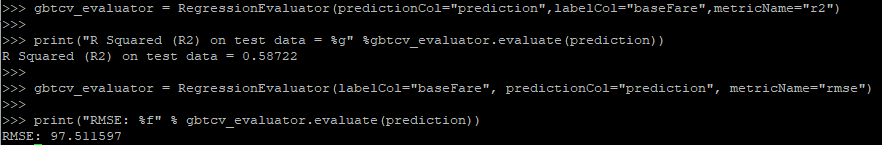 >>> gbtcv_evaluator = RegressionEvaluator(predictionCol="prediction",labelCol="baseFare",metricName="r2")
>>>
>>> print("R Squared (R2) on test data = %g" %gbtcv_evaluator.evaluate(prediction))
R Squared (R2) on test data = 0.58722
>>>
>>> gbtcv_evaluator = RegressionEvaluator(labelCol="baseFare", predictionCol="prediction", metricName="rmse")
>>>
>>> print("RMSE: %f" % gbtcv_evaluator.evaluate(prediction))
RMSE: 97.511597